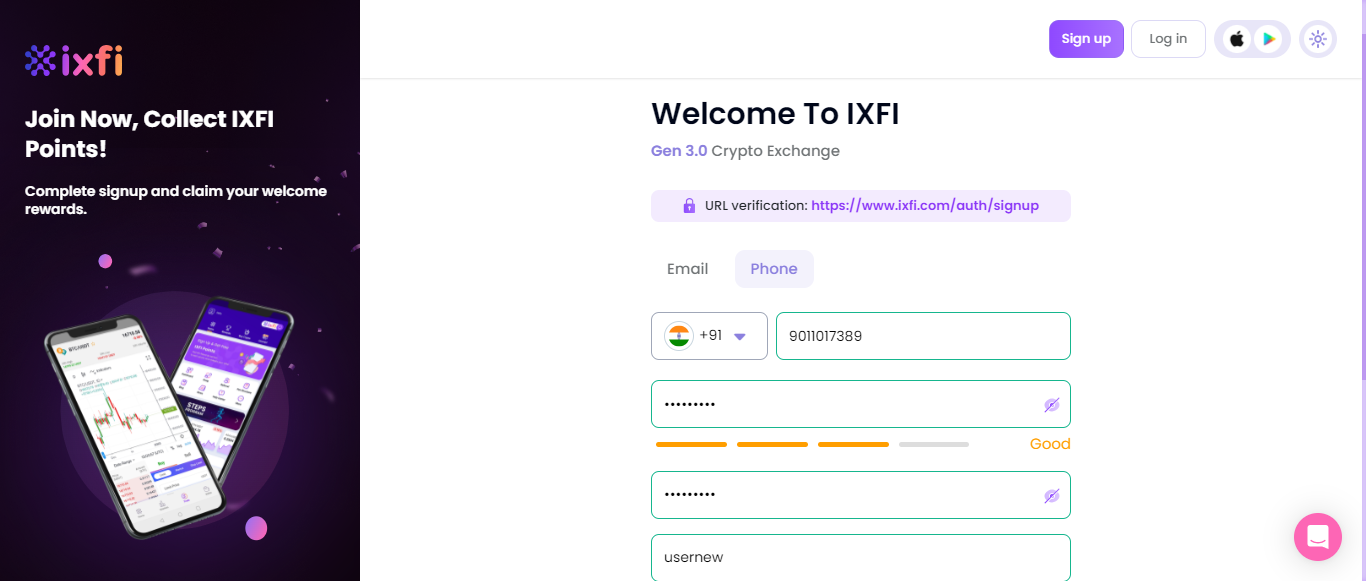 ixfi
Join Now, Collect IXFI
Points!
Complete signup and claim your welcome
rewards.
Sign up
Log in
Welcome To IXFI
Gen 3.0 Crypto Exchange
URL verification: https://www.ixfi.com/auth/signup
Email
Phone
+91
9011017389
•••••••••
Good
•••••••••
usernew
STEPS